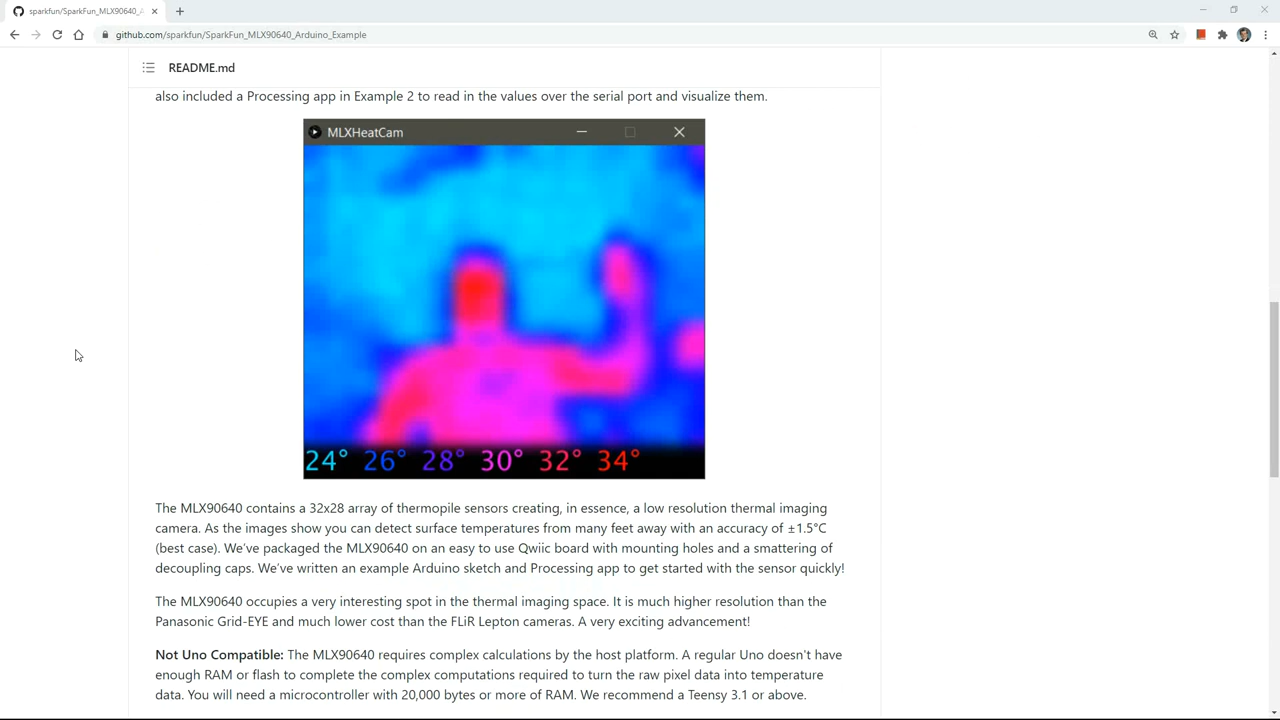 sparkfun/SparkFun_MLX90640_A
github.com/sparkfun/SparkFun_MLX90640_Arduino_Example
README.md
also included a Processing app in Example 2 to read in the values over the serial port and visualize them.
MLXHeatCam
24° 26° 28° 30° 32° 34°
The MLX90640 contains a 32x28 array of thermopile sensors creating, in essence, a low resolution thermal imaging
camera. As the images show you can detect surface temperatures from many feet away with an accuracy of ±1.5°C
(best case). We've packaged the MLX90640 on an easy to use Qwiic board with mounting holes and a smattering of
decoupling caps. We've written an example Arduino sketch and Processing app to get started with the sensor quickly!
The MLX90640 occupies a very interesting spot in the thermal imaging space. It is much higher resolution than the
Panasonic Grid-EYE and much lower cost than the FLiR Lepton cameras. A very exciting advancement!
Not Uno Compatible: The MLX90640 requires complex calculations by the host platform. A regular Uno doesn't have
enough RAM or flash to complete the complex computations required to turn the raw pixel data into temperature
data. You will need a microcontroller with 20,000 bytes or more of RAM. We recommend a Teensy 3.1 or above.